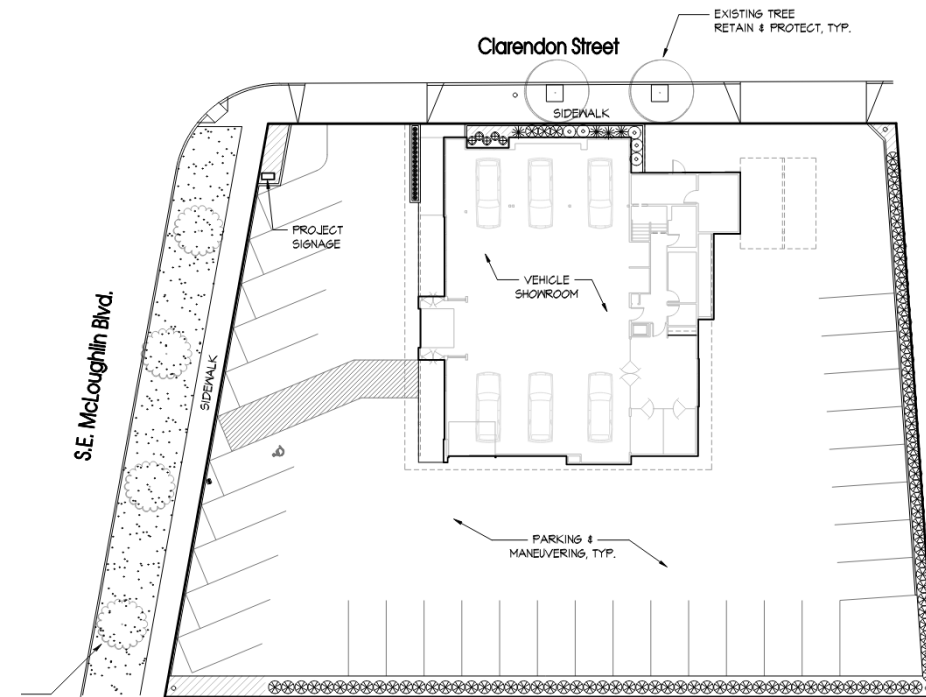 EXISTING TREE
RETAIN & PROTECT, TYP.
Clarendon Street
SIDEWALK
PROJECT
SIGNAGE
VEHICLE
SHOWROOM
S.E. McLoughlin Blvd.
SIDEWALK
PARKING &
MANEUVERING, TYP.